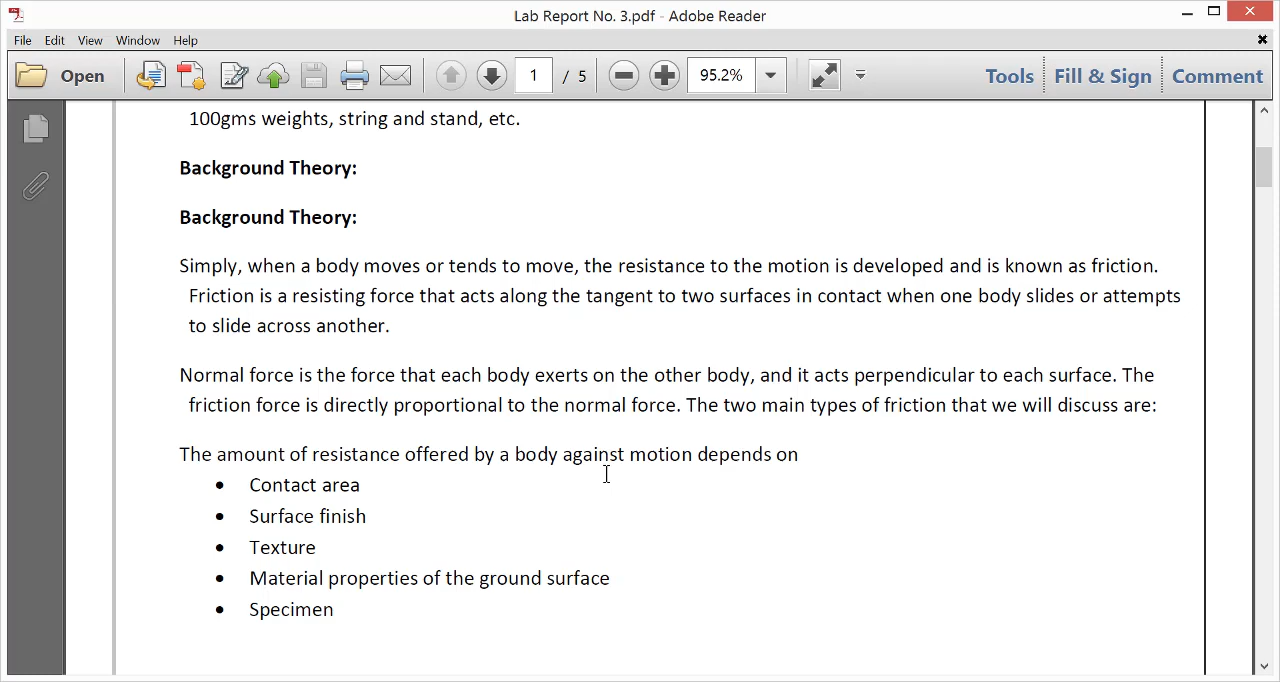 Lab Report No. 3.pdf - Adobe Reader
File Edit View Window Help
Open 1 / 5 95.2% Tools Fill & Sign Comment
100gms weights, string and stand, etc.
Background Theory:
Background Theory:
Simply, when a body moves or tends to move, the resistance to the motion is developed and is known as friction.
Friction is a resisting force that acts along the tangent to two surfaces in contact when one body slides or attempts
to slide across another.
Normal force is the force that each body exerts on the other body, and it acts perpendicular to each surface. The
friction force is directly proportional to the normal force. The two main types of friction that we will discuss are:
The amount of resistance offered by a body against motion depends on
• Contact area
• Surface finish
• Texture
• Material properties of the ground surface
• Specimen